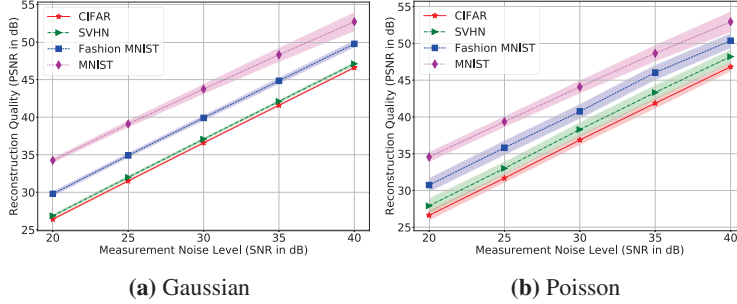 55
50
45
40
35
30
25
20
25
30
35
40
Reconstruction Quality (PSNR in dB)
Measurement Noise Level (SNR in dB)
CIFAR
SVHN
Fashion MNIST
MNIST
(a) Gaussian
55
50
45
40
35
30
25
20
25
30
35
40
Reconstruction Quality (PSNR in dB)
Measurement Noise Level (SNR in dB)
CIFAR
SVHN
Fashion MNIST
MNIST
(b) Poisson